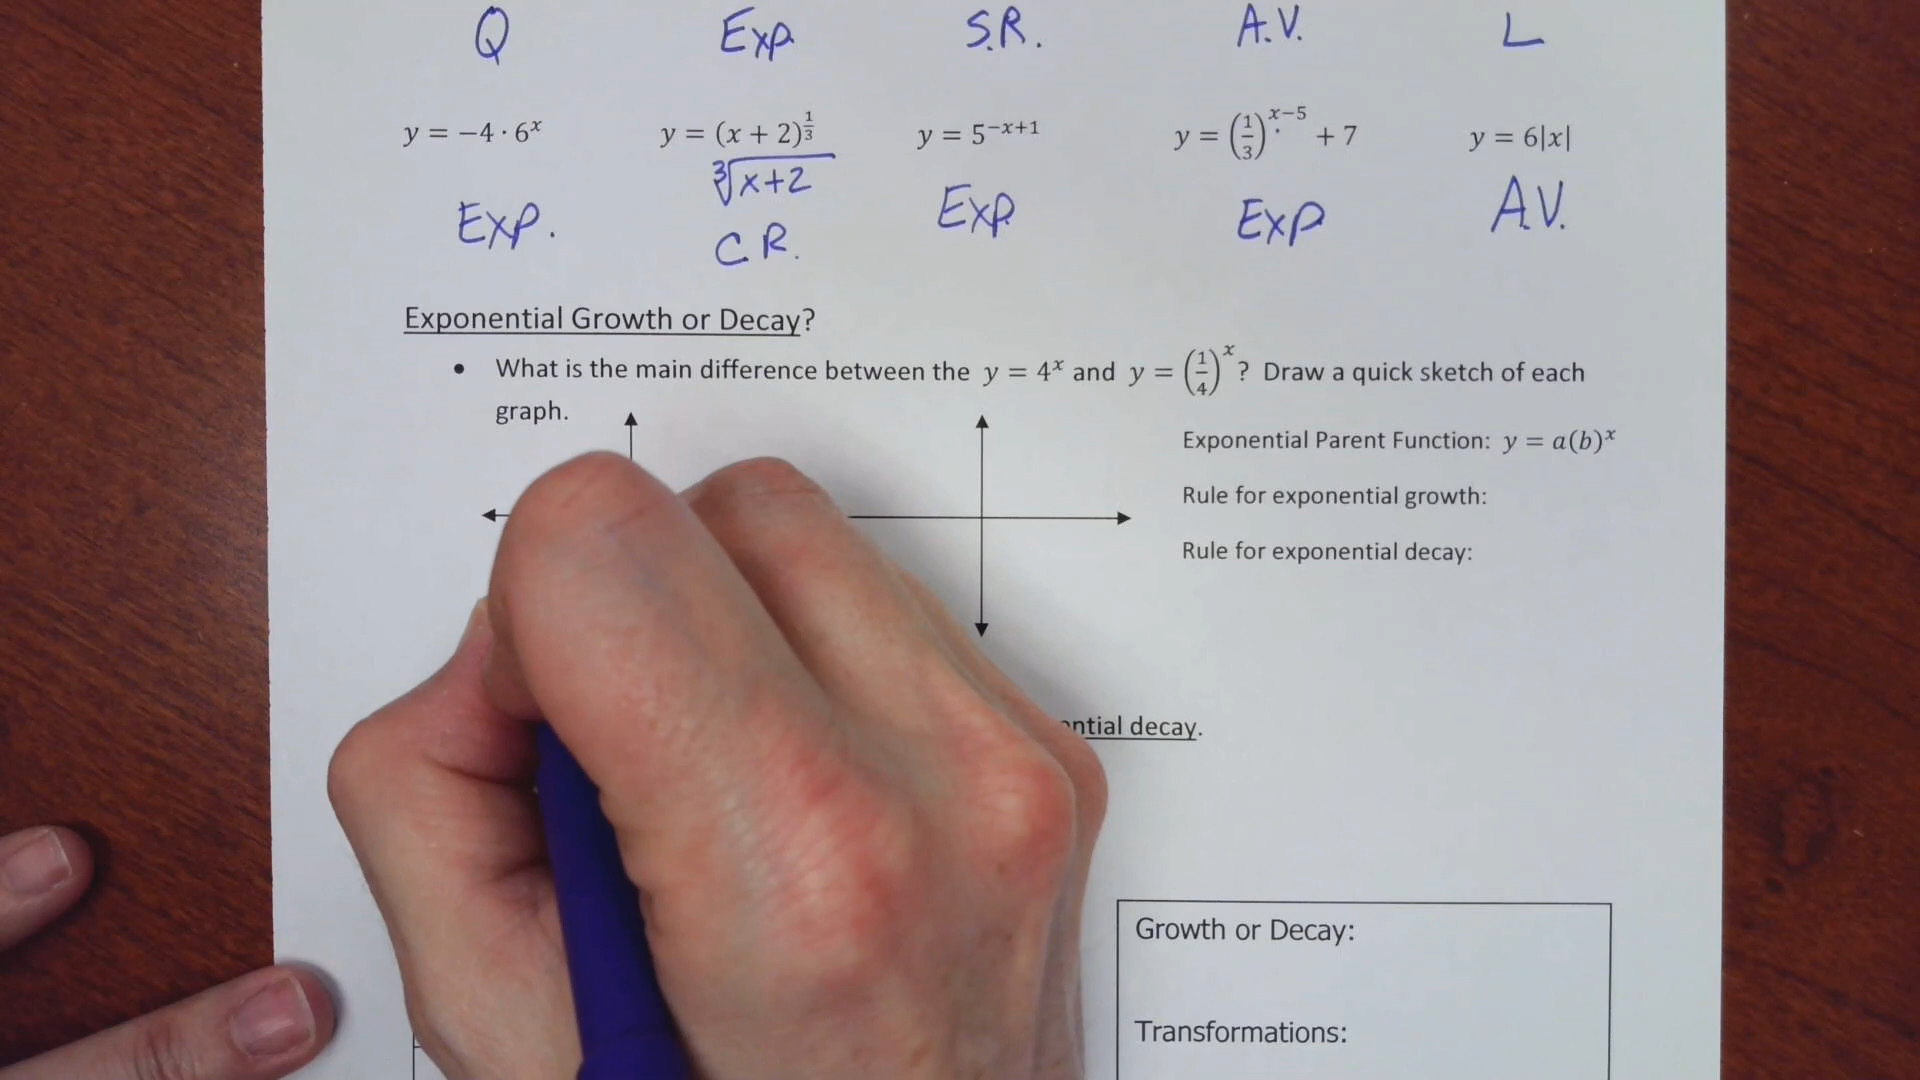 Q Exp. S.R. A.V. L
y = −4 · 6^x y = (x + 2)^{1/3} y = 5^{−x+1} y = (1/3)^{x−5} + 7 y = 6|x|
∛x+2
Exp. C.R. Exp. Exp A.V.
Exponential Growth or Decay?
• What is the main difference between the y = 4^x and y = (1/4)^x? Draw a quick sketch of each
graph.
Exponential Parent Function: y = a(b)^x
Rule for exponential growth:
Rule for exponential decay:
decay.
Growth or Decay:
Transformations: